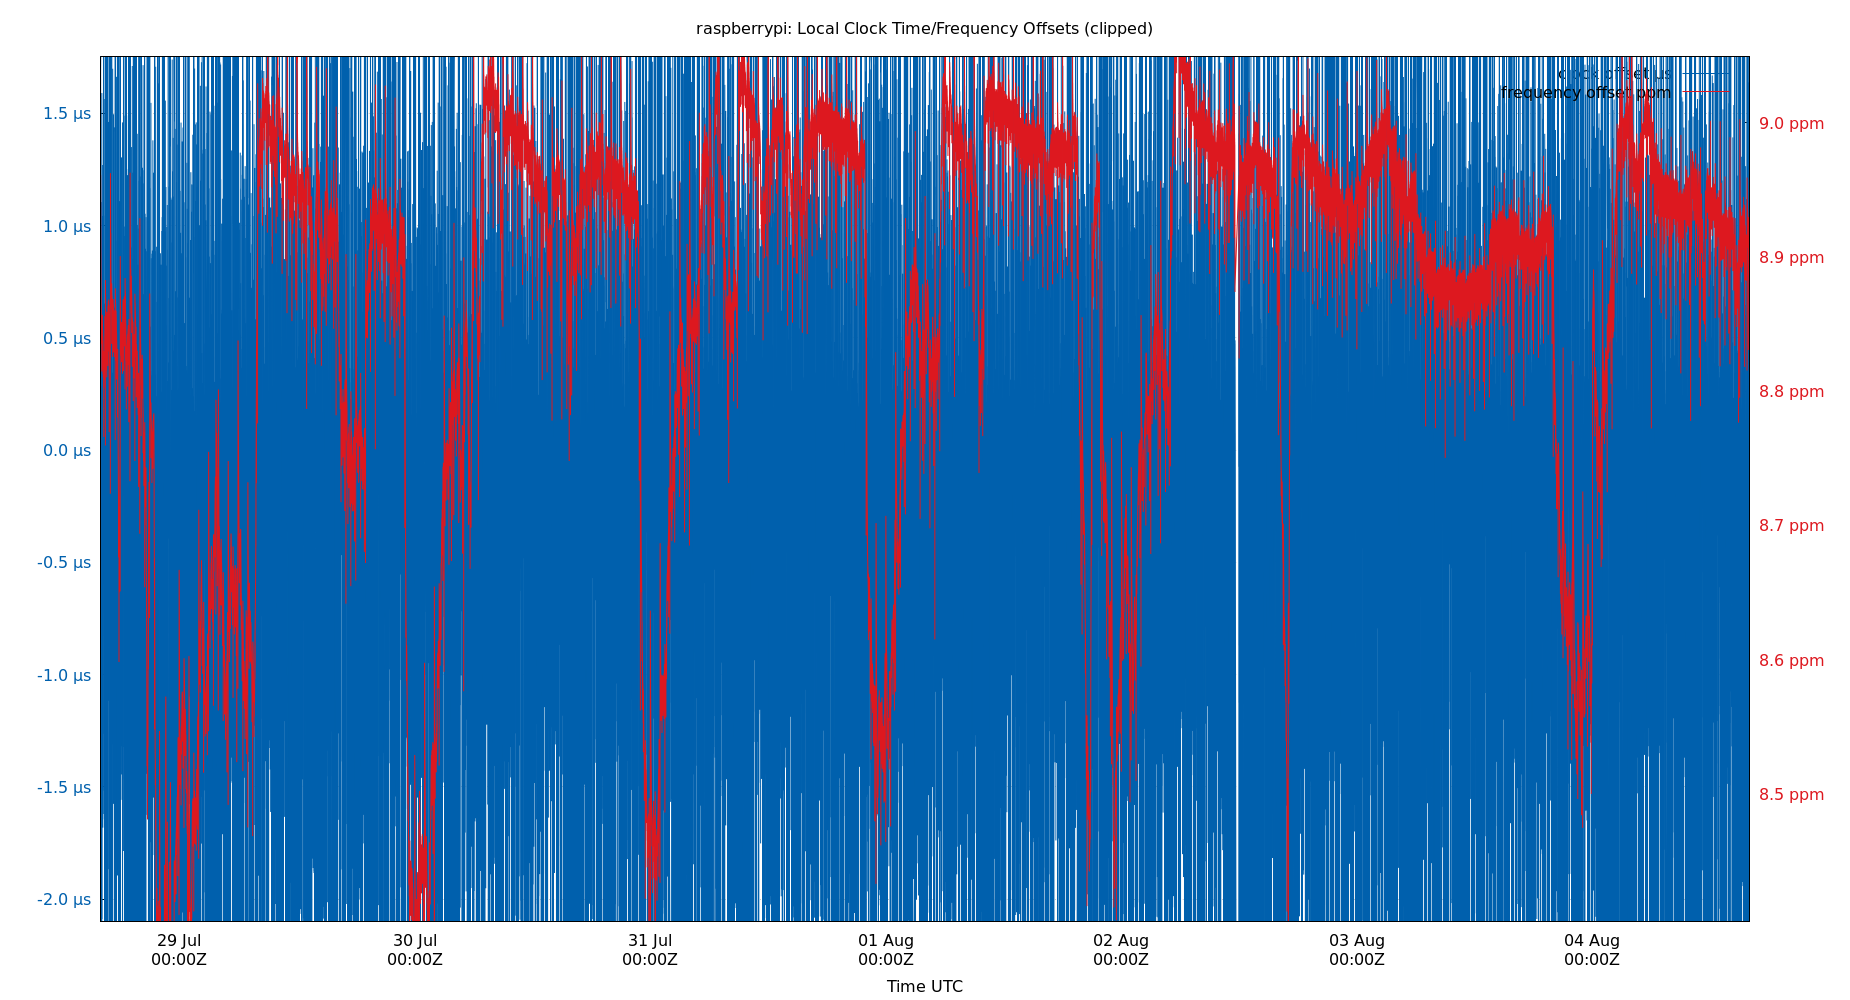 raspberrypi: Local Clock Time/Frequency Offsets (clipped)
clock offset µs
frequency offset ppm
1.5 µs
1.0 µs
0.5 µs
0.0 µs
-0.5 µs
-1.0 µs
-1.5 µs
-2.0 µs
9.0 ppm
8.9 ppm
8.8 ppm
8.7 ppm
8.6 ppm
8.5 ppm
29 Jul
00:00Z
30 Jul
00:00Z
31 Jul
00:00Z
01 Aug
00:00Z
02 Aug
00:00Z
03 Aug
00:00Z
04 Aug
00:00Z
Time UTC